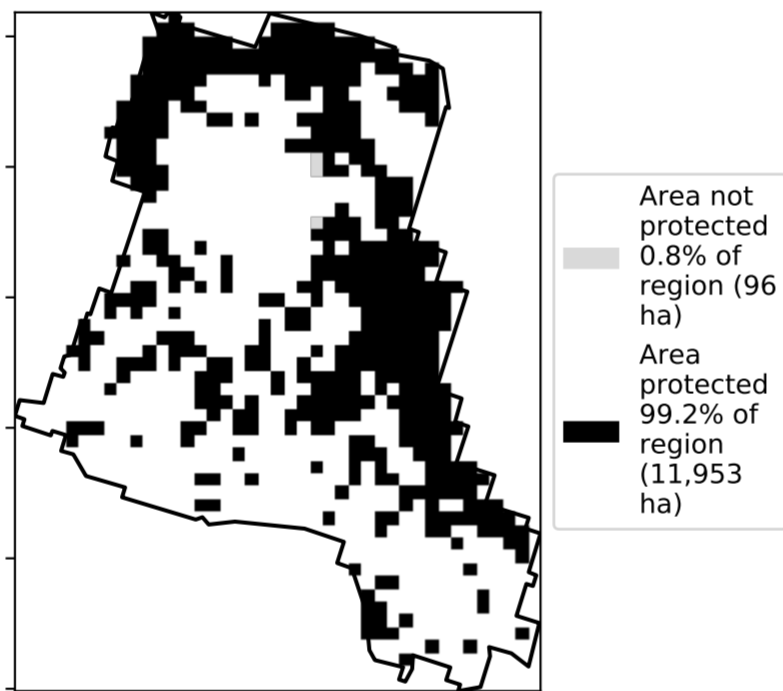 Area not
protected
0.8% of
region (96
ha)
Area
protected
99.2% of
region
(11,953
ha)